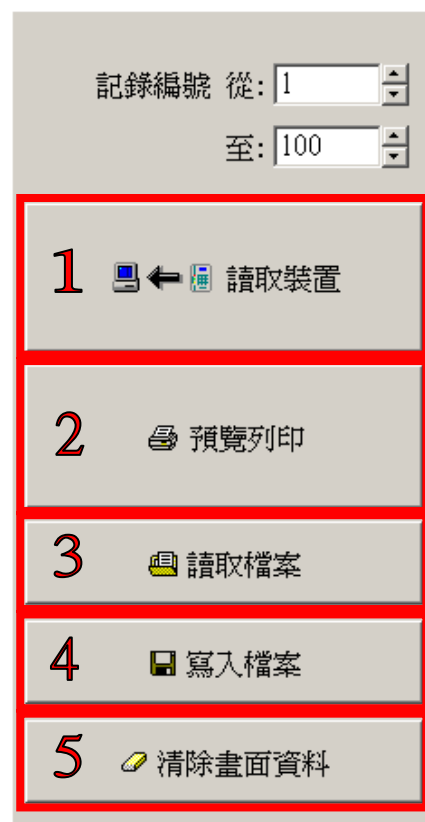 記錄編號 從: 1
至: 100
1 讀取裝置
2 預覽列印
3 讀取檔案
4 寫入檔案
5 清除畫面資料